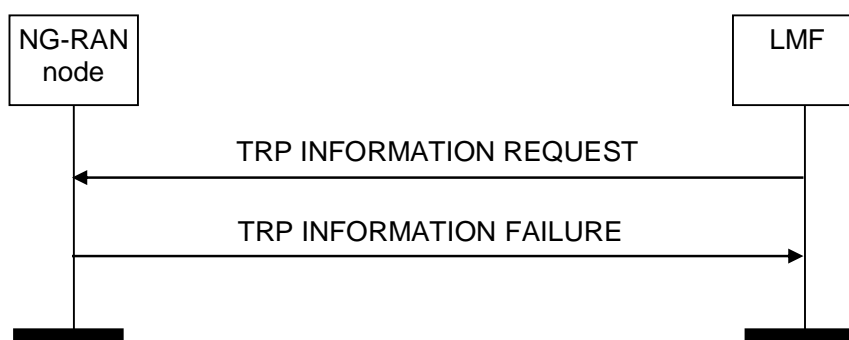 NG-RAN
node
LMF
TRP INFORMATION REQUEST
TRP INFORMATION FAILURE